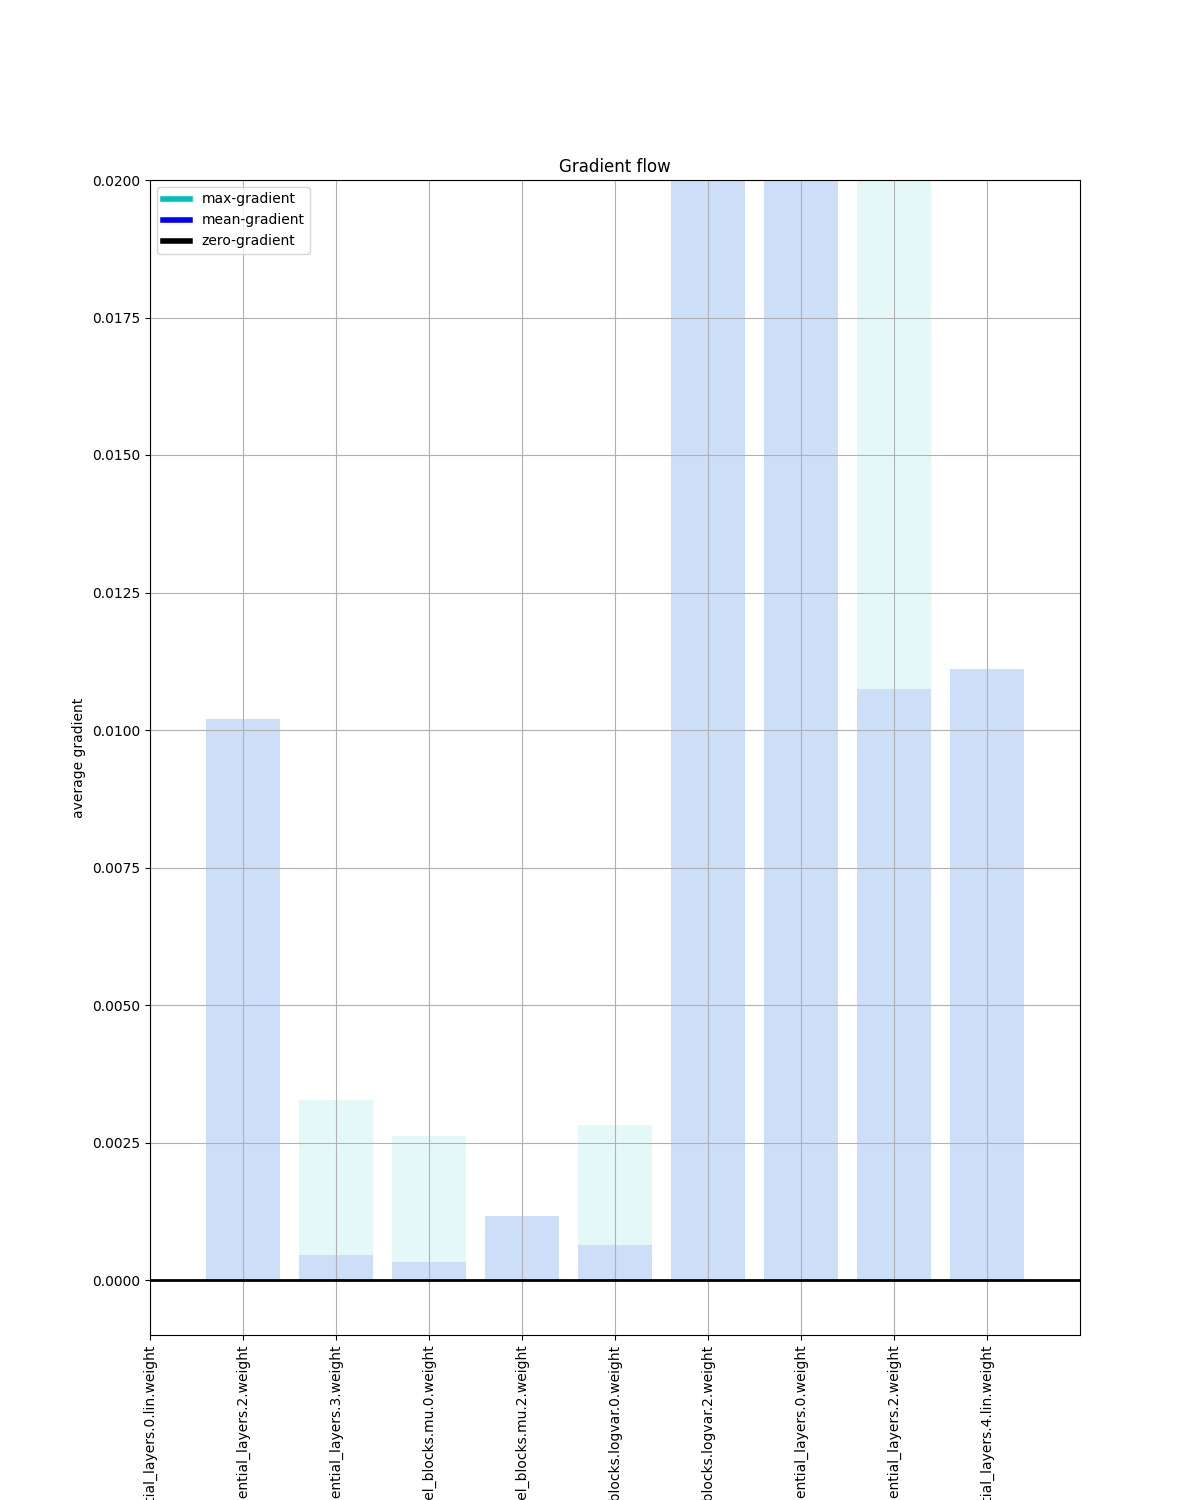 Gradient flow
max-gradient
mean-gradient
zero-gradient
average gradient
0.0200
0.0175
0.0150
0.0125
0.0100
0.0075
0.0050
0.0025
0.0000
tial_layers.0.lin.weight
ential_layers.2.weight
ential_layers.3.weight
el_blocks.mu.0.weight
el_blocks.mu.2.weight
blocks.logvar.0.weight
blocks.logvar.2.weight
ential_layers.0.weight
ential_layers.2.weight
tial_layers.4.lin.weight